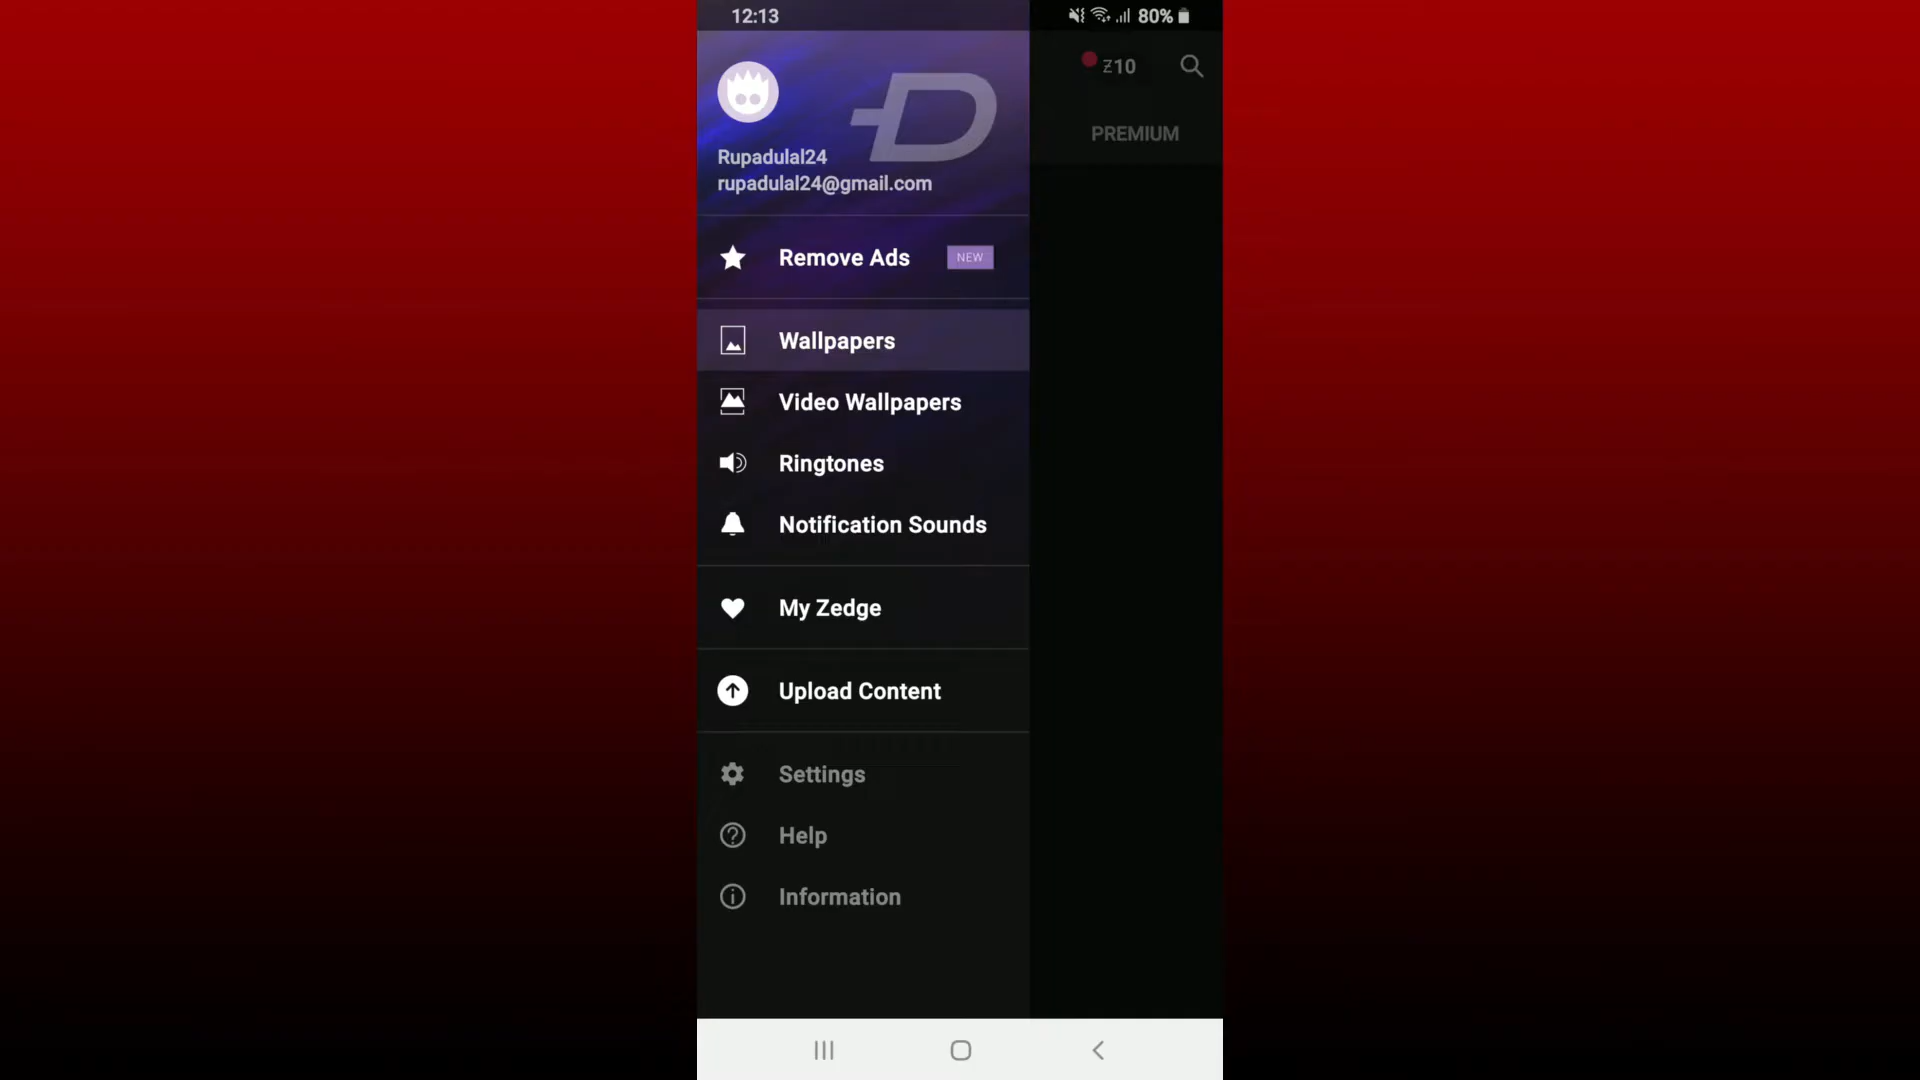 12:13
80%
Ƶ10
PREMIUM
Rupadulal24
rupadulal24@gmail.com
Remove Ads NEW
Wallpapers
Video Wallpapers
Ringtones
Notification Sounds
My Zedge
Upload Content
Settings
Help
Information